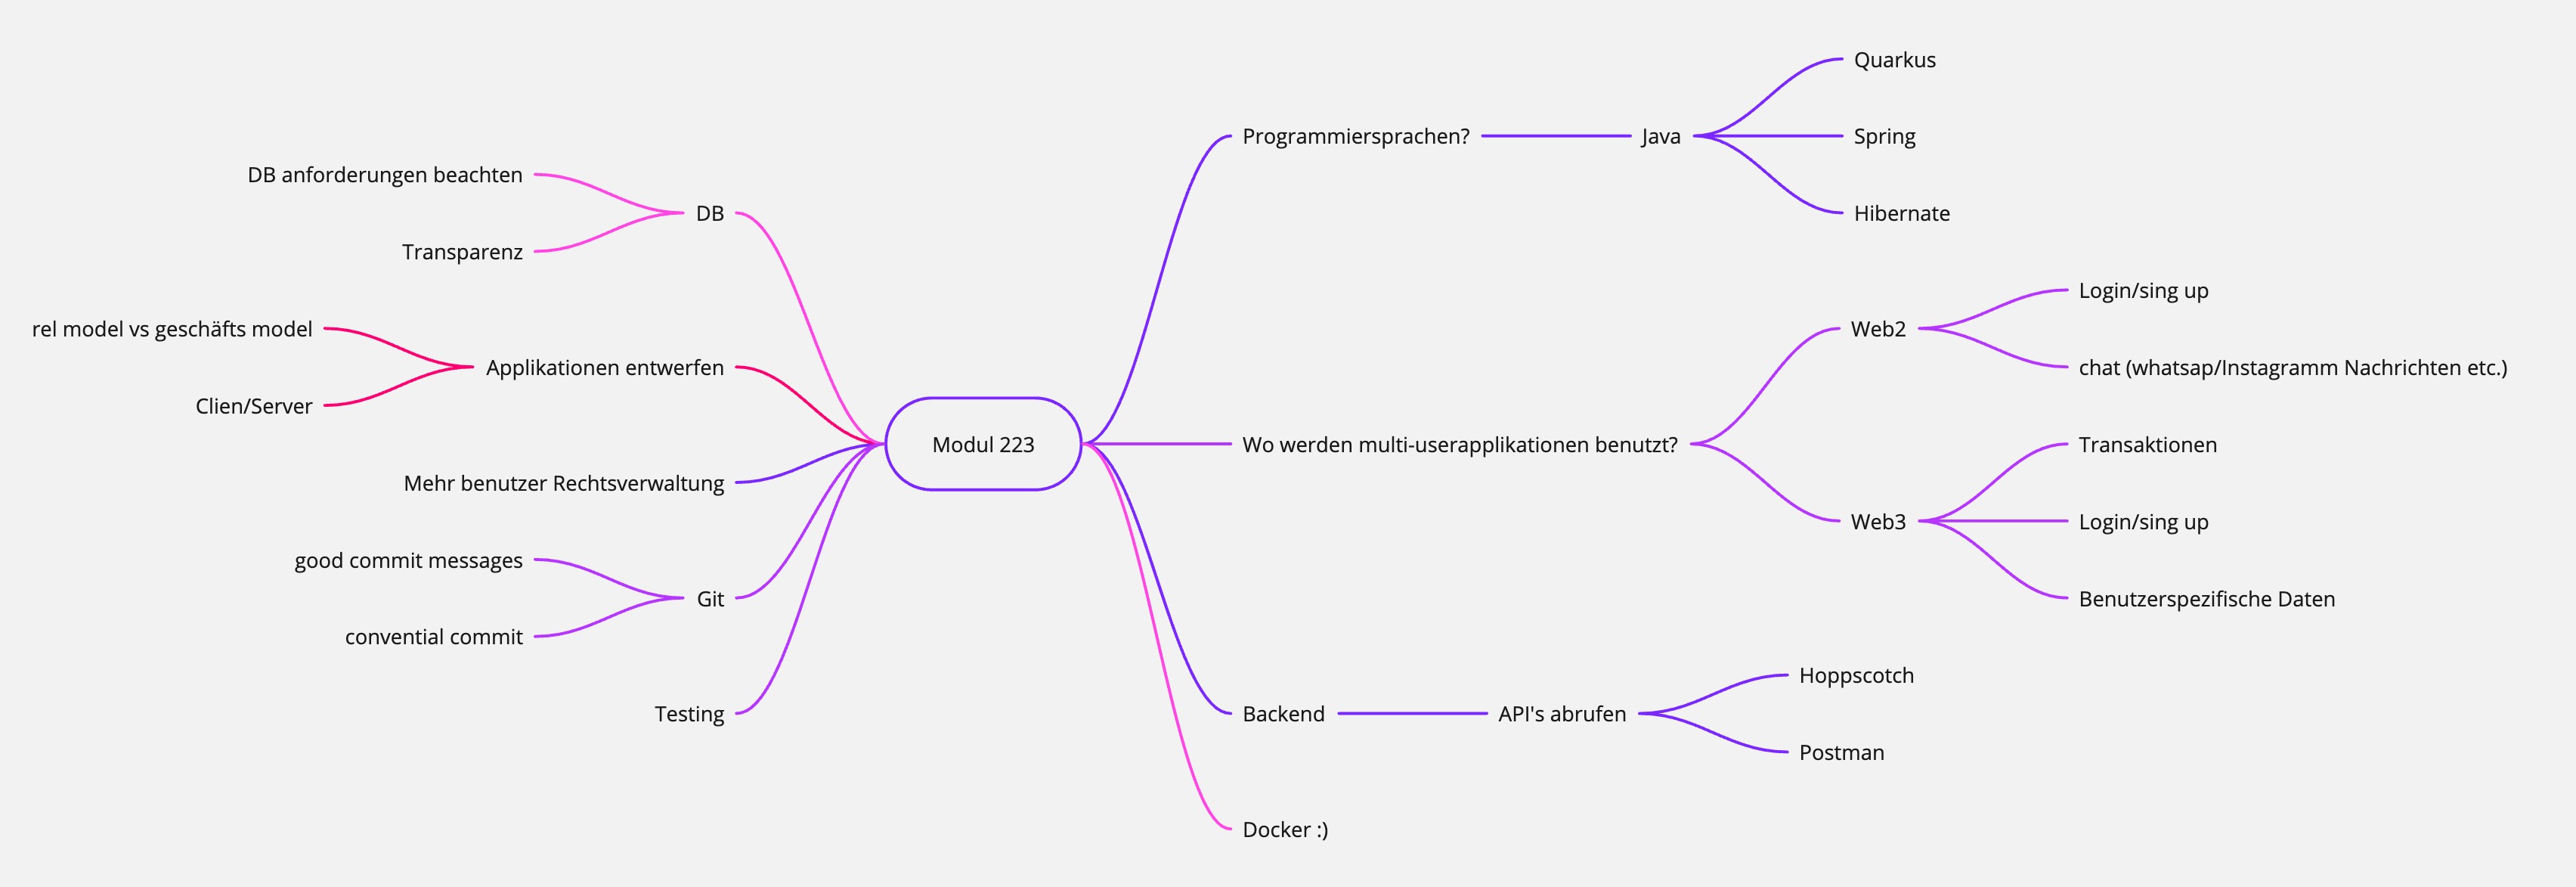 Modul 223
Programmiersprachen?
Java
Quarkus
Spring
Hibernate
Wo werden multi-userapplikationen benutzt?
Web2
Login/sing up
chat (whatsap/Instagramm Nachrichten etc.)
Web3
Transaktionen
Login/sing up
Benutzerspezifische Daten
Backend
API's abrufen
Hoppscotch
Postman
Docker :)
DB
DB anforderungen beachten
Transparenz
Applikationen entwerfen
rel model vs geschäfts model
Clien/Server
Mehr benutzer Rechtsverwaltung
Git
good commit messages
convential commit
Testing